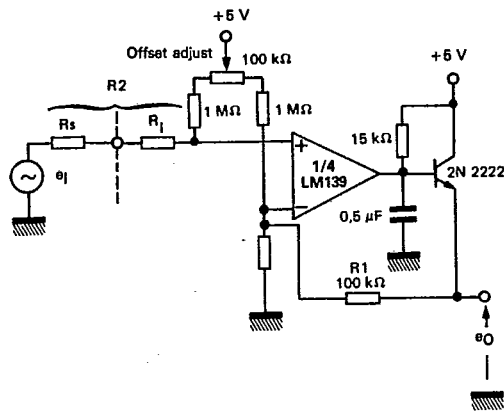 +5 V
Offset adjust
100 kΩ
+5 V
R2
1 MΩ
1 MΩ
Rs
Ri
15 kΩ
+
1/4
LM139
−
2N 2222
eI
0,5 µF
R1
100 kΩ
eO